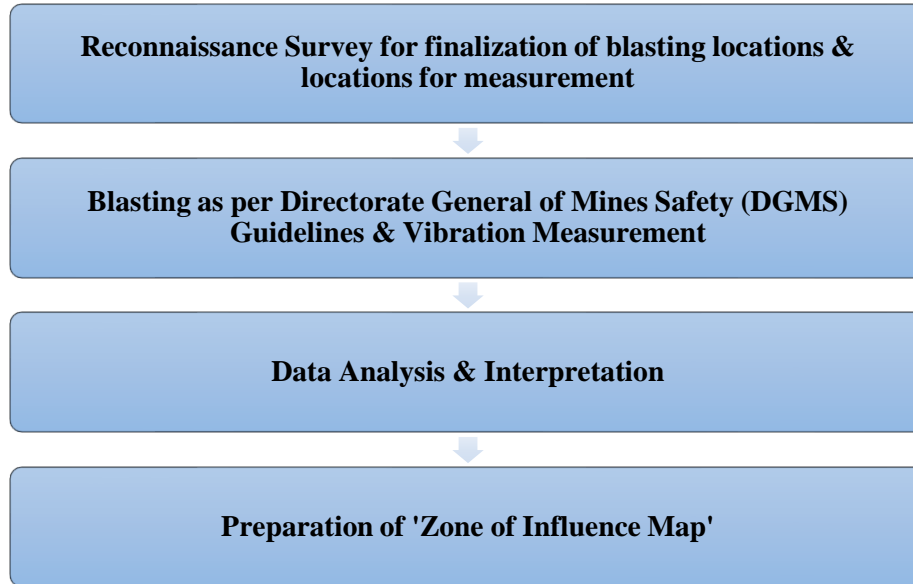 Reconnaissance Survey for finalization of blasting locations &
locations for measurement
Blasting as per Directorate General of Mines Safety (DGMS)
Guidelines & Vibration Measurement
Data Analysis & Interpretation
Preparation of 'Zone of Influence Map'